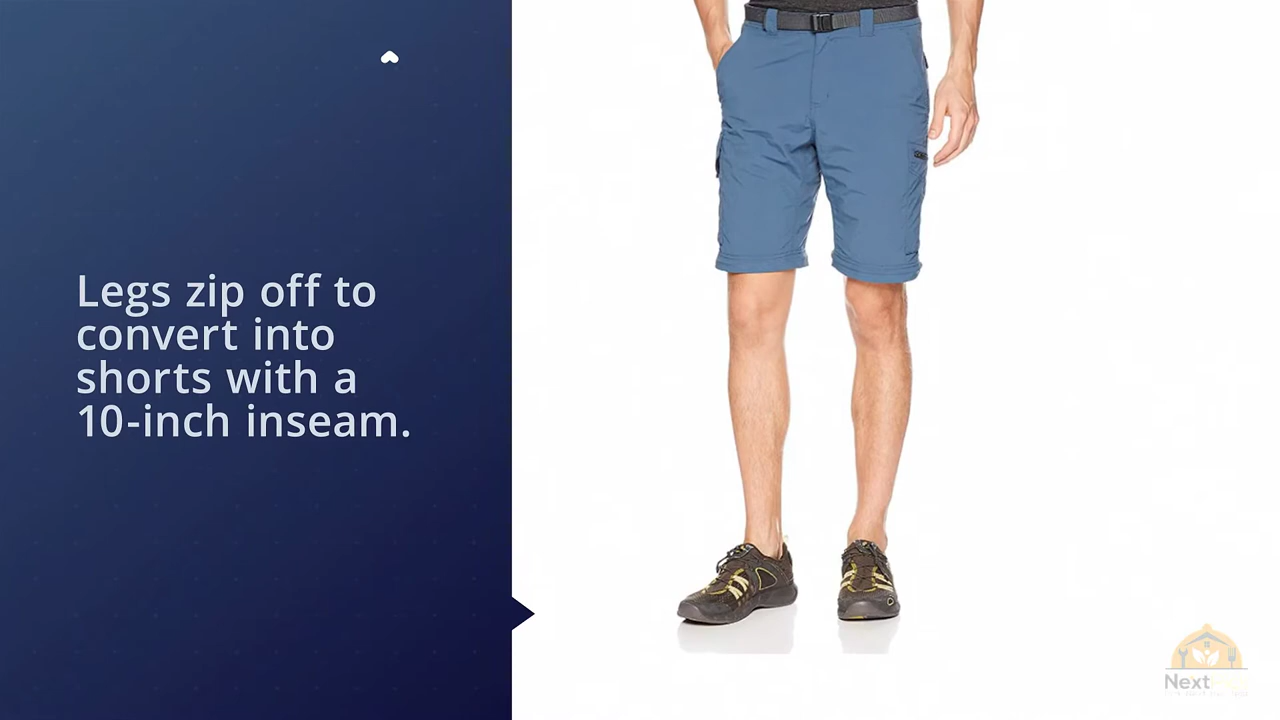 Legs zip off to
convert into
shorts with a
10-inch inseam.
Next